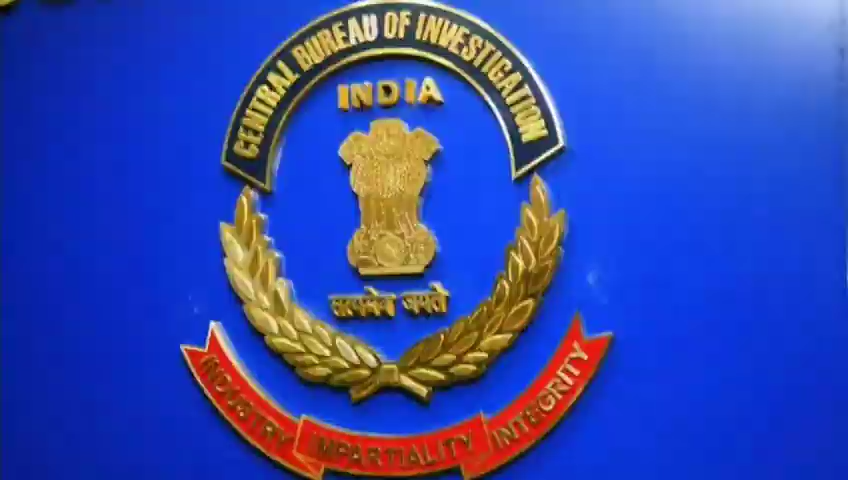 CENTRAL BUREAU OF INVESTIGATION
INDIA
सत्यमेव जयते
INDUSTRY IMPARTIALITY INTEGRITY